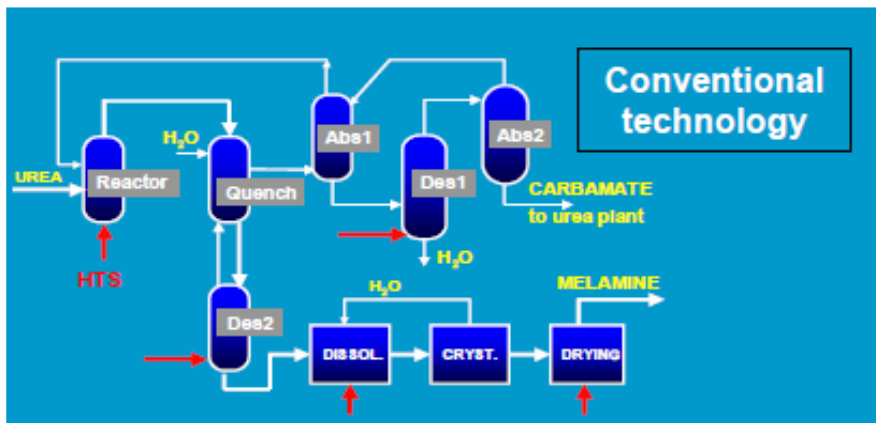 Conventional
technology
Abs1
Abs2
H₂O
UREA
Reactor
Quench
Des1
CARBAMATE
to urea plant
H₂O
HTS
H₂O
MELAMINE
Des2
DISSOL.
CRYST.
DRYING